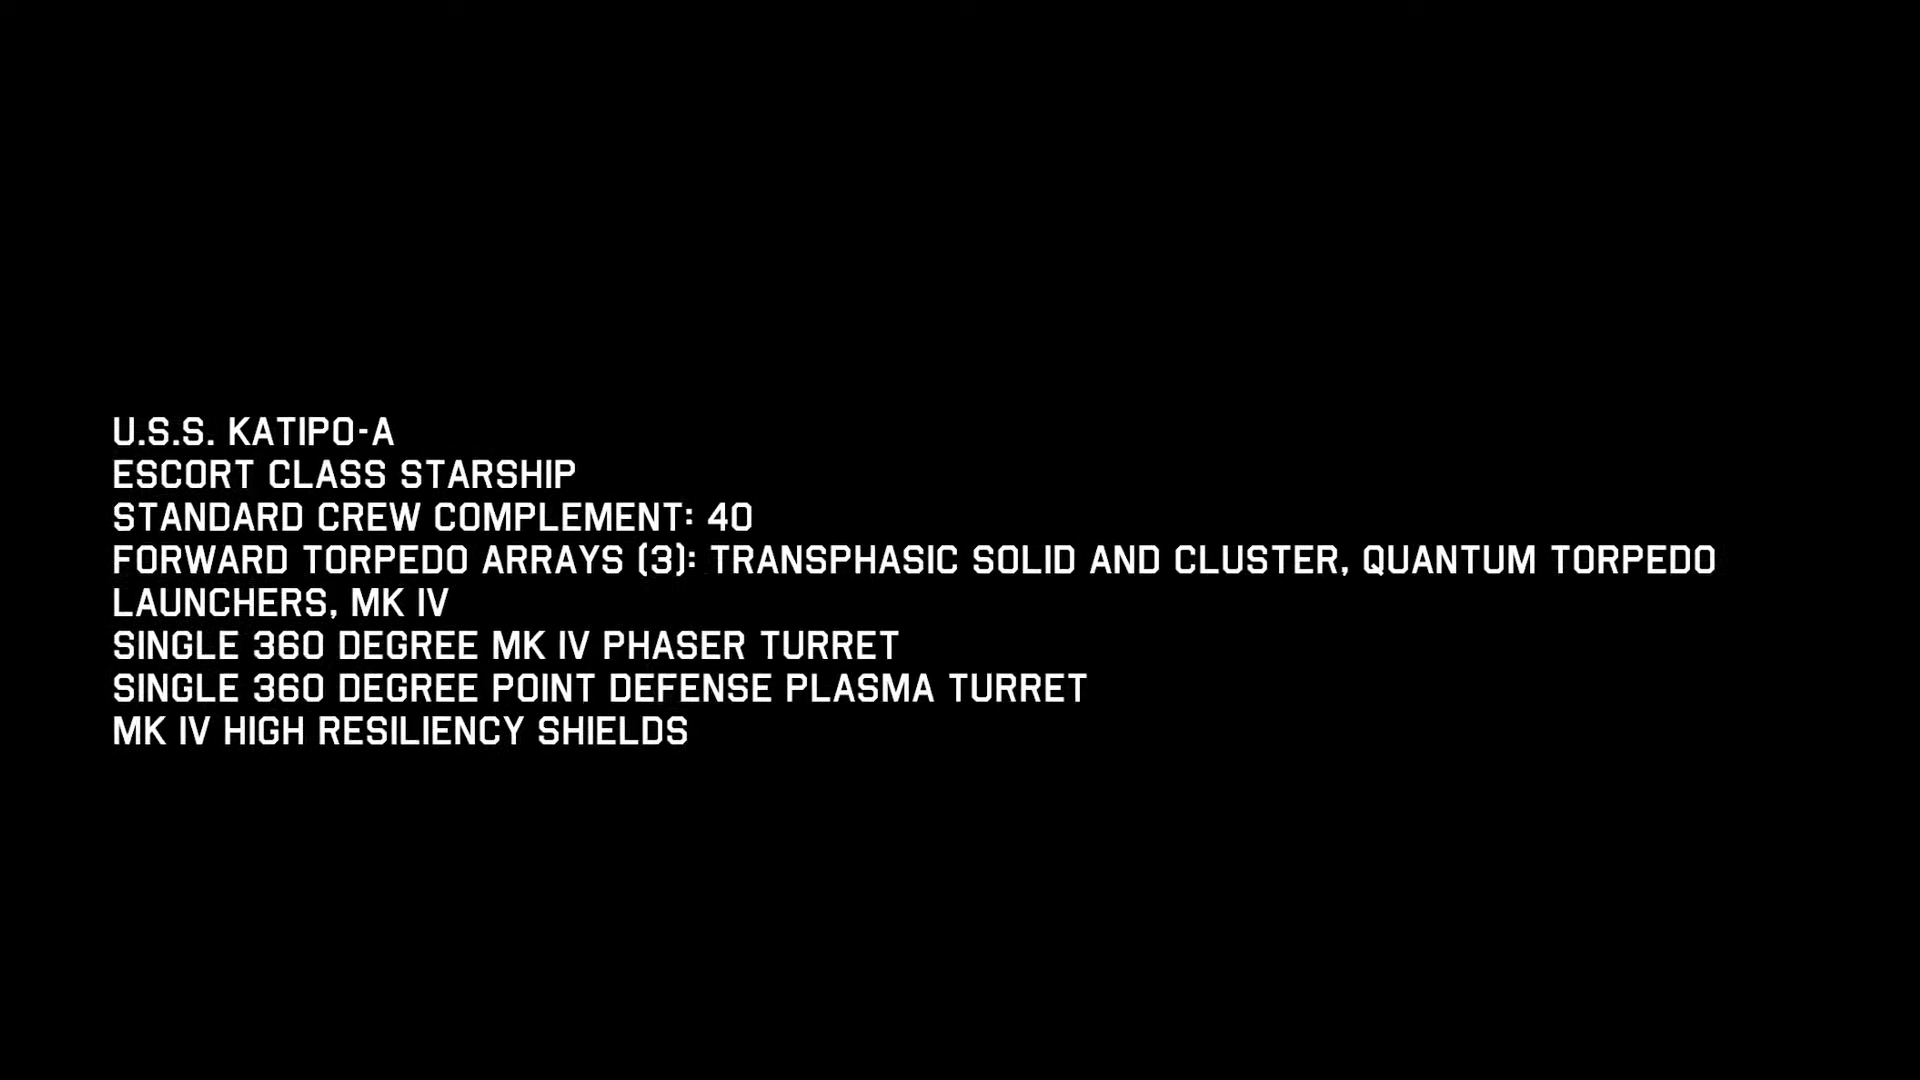 U.S.S. KATIPO-A
ESCORT CLASS STARSHIP
STANDARD CREW COMPLEMENT: 40
FORWARD TORPEDO ARRAYS (3): TRANSPHASIC SOLID AND CLUSTER, QUANTUM TORPEDO
LAUNCHERS, MK IV
SINGLE 360 DEGREE MK IV PHASER TURRET
SINGLE 360 DEGREE POINT DEFENSE PLASMA TURRET
MK IV HIGH RESILIENCY SHIELDS